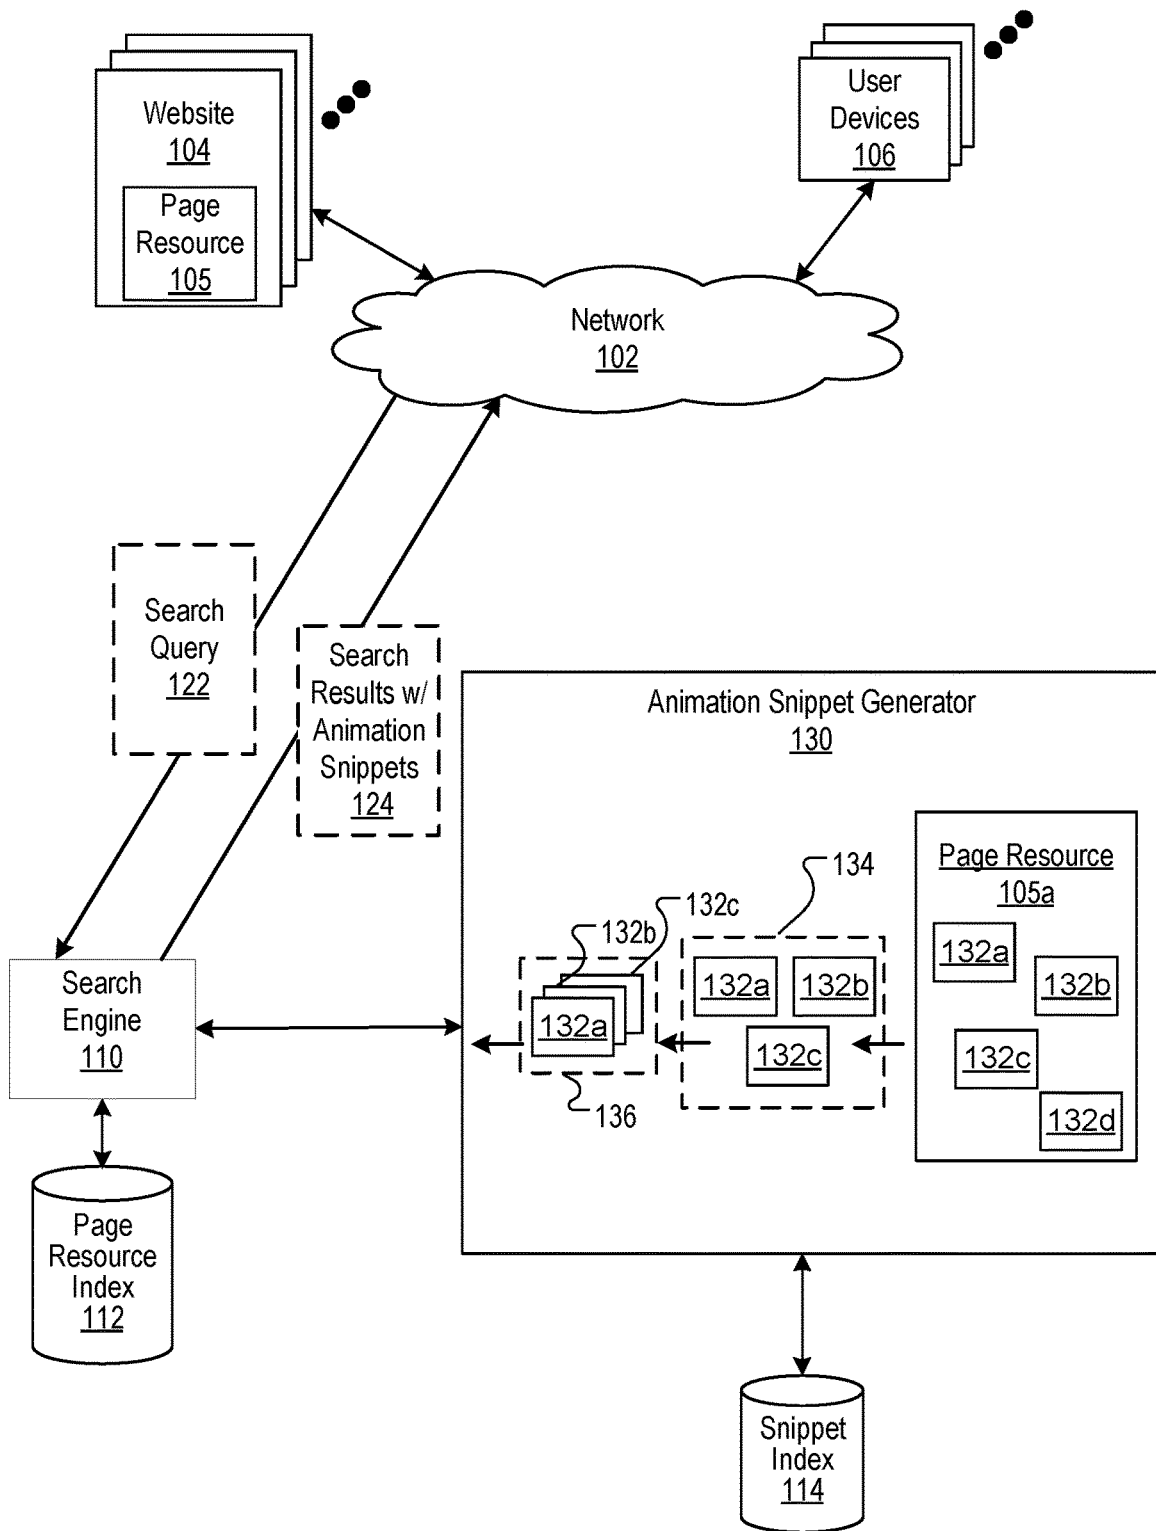 Website
104
Page
Resource
105
User
Devices
106
Network
102
Search
Query
122
Search
Results w/
Animation
Snippets
124
Animation Snippet Generator
130
Page Resource
105a
132a
132b
132c
132d
134
132a
132b
132c
132c
132b
132a
136
Search
Engine
110
Page
Resource
Index
112
Snippet
Index
114